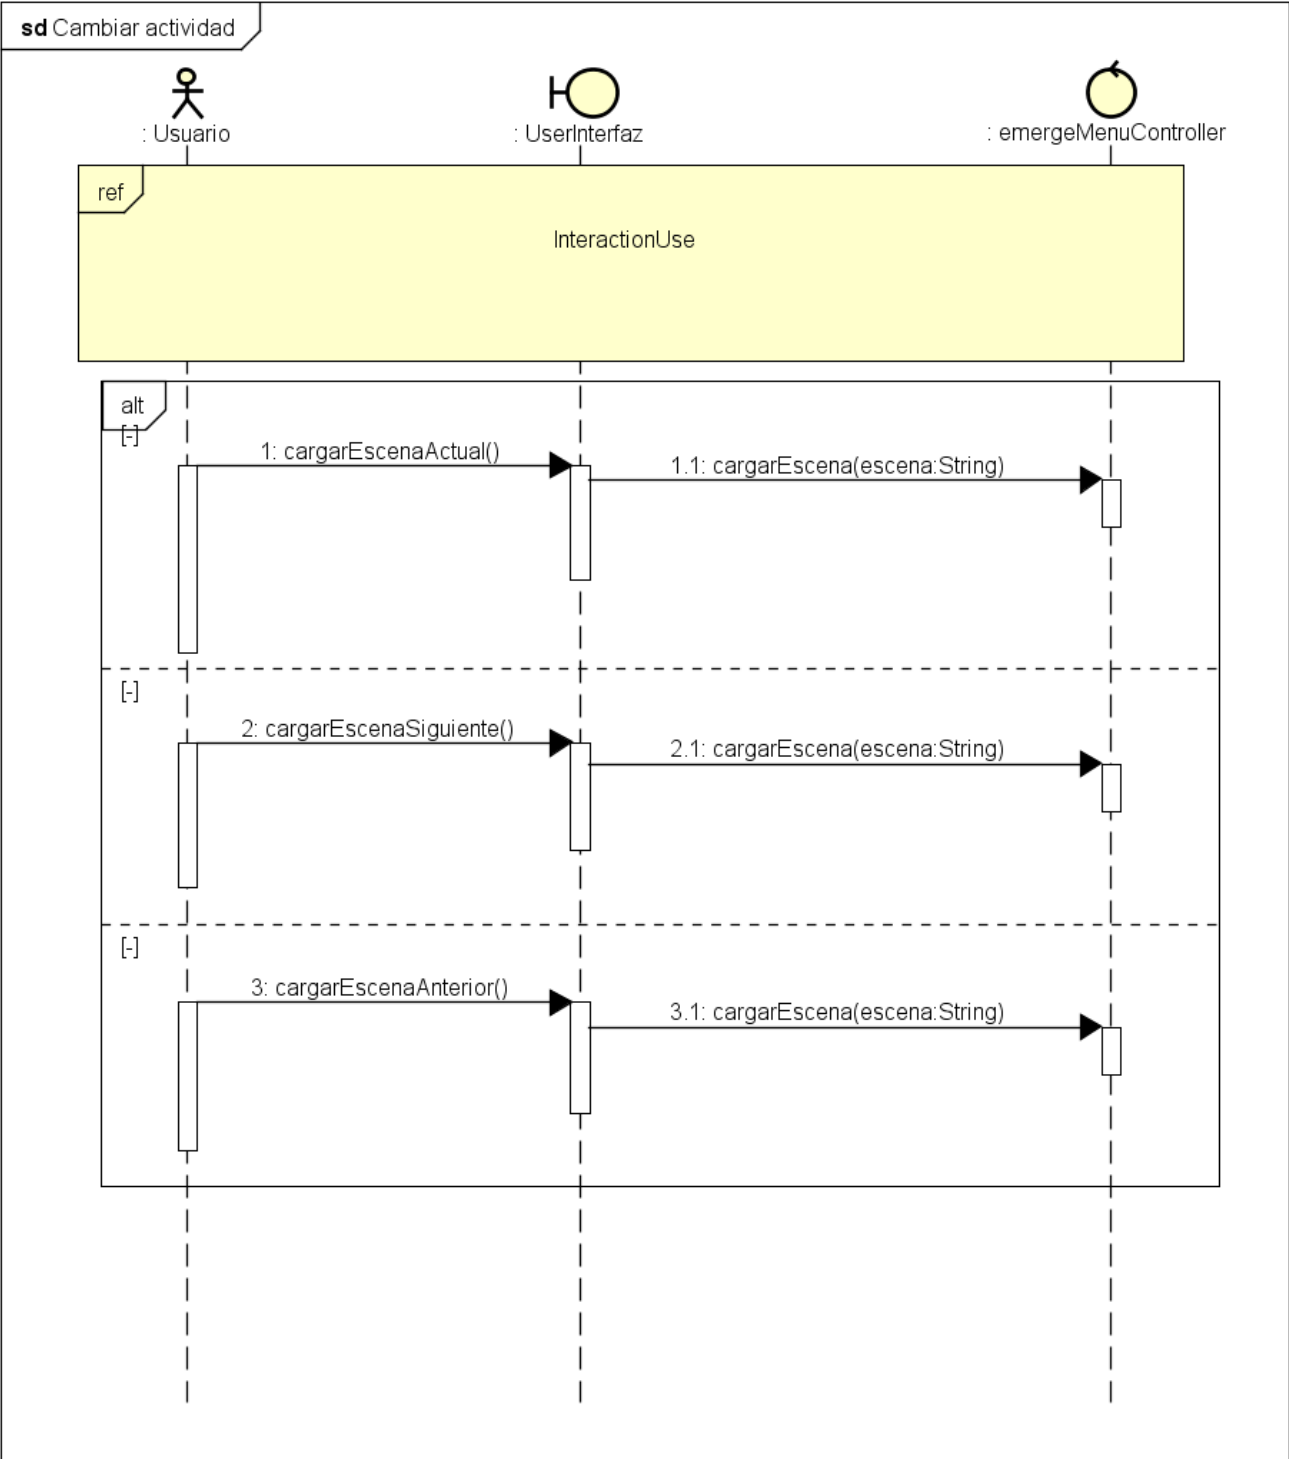 sd Cambiar actividad
: Usuario
: UserInterfaz
: emergeMenuController
ref
InteractionUse
alt
[-]
1: cargarEscenaActual()
1.1: cargarEscena(escena:String)
[-]
2: cargarEscenaSiguiente()
2.1: cargarEscena(escena:String)
[-]
3: cargarEscenaAnterior()
3.1: cargarEscena(escena:String)